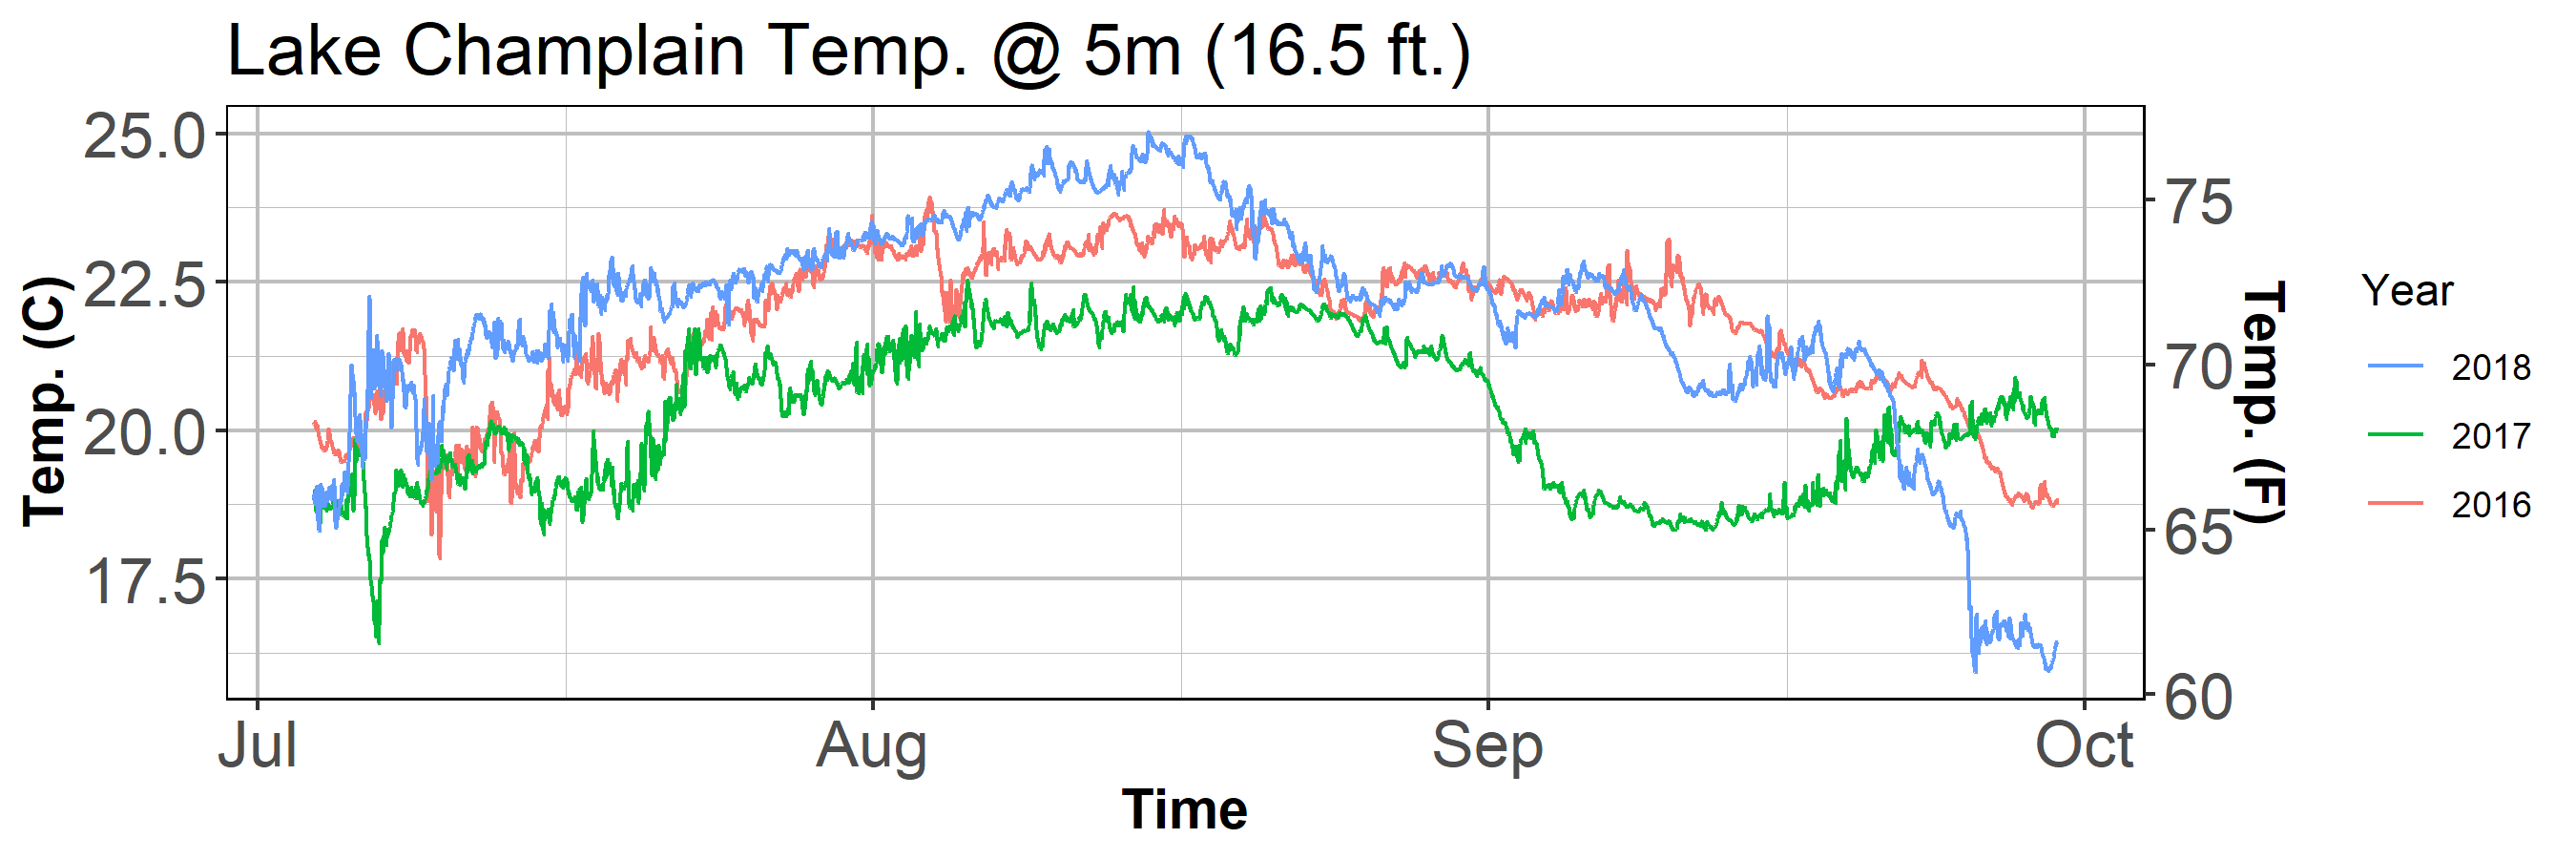 Lake Champlain Temp. @ 5m (16.5 ft.)
25.0
22.5
20.0
17.5
Temp. (C)
75
70
65
60
Temp. (F)
Jul Aug Sep Oct
Time
Year
2018
2017
2016